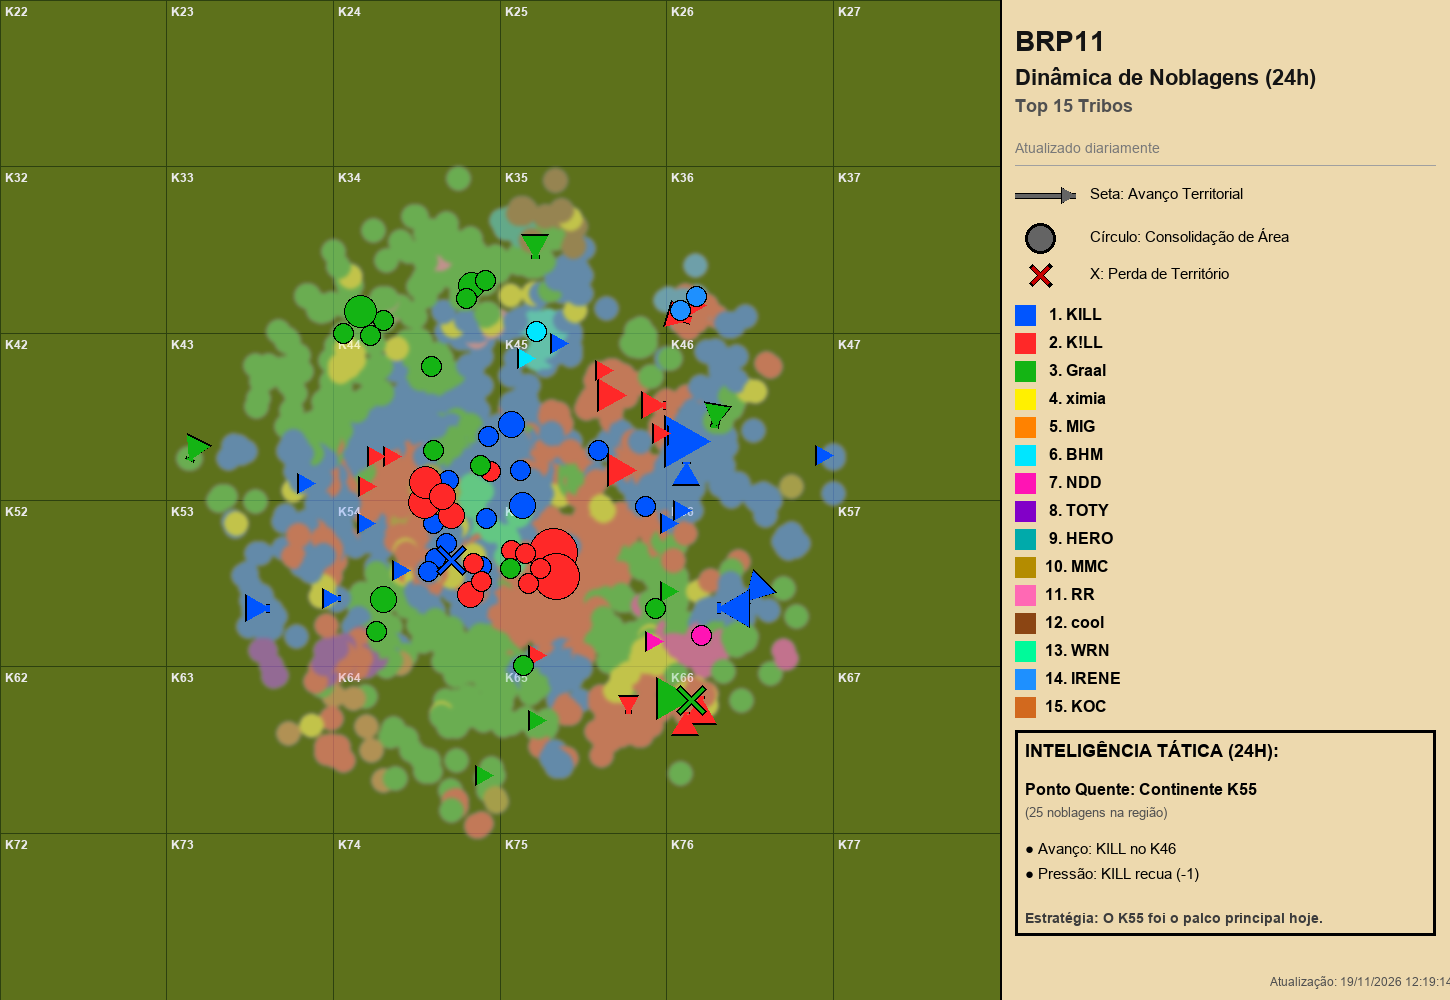 K22 K23 K24 K25 K26 K27
K32 K33 K34 K35 K36 K37
K42 K43 K44 K45 K46 K47
K52 K53 K54 K57
K62 K63 K64 K65 K66 K67
K72 K73 K74 K75 K76 K77
BRP11
Dinâmica de Noblagens (24h)
Top 15 Tribos
Atualizado diariamente
Seta: Avanço Territorial
Círculo: Consolidação de Área
X: Perda de Território
1. KILL
2. K!LL
3. Graal
4. ximia
5. MIG
6. BHM
7. NDD
8. TOTY
9. HERO
10. MMC
11. RR
12. cool
13. WRN
14. IRENE
15. KOC
INTELIGÊNCIA TÁTICA (24H):
Ponto Quente: Continente K55
(25 noblagens na região)
● Avanço: KILL no K46
● Pressão: KILL recua (-1)
Estratégia: O K55 foi o palco principal hoje.
Atualização: 19/11/2026 12:19:14